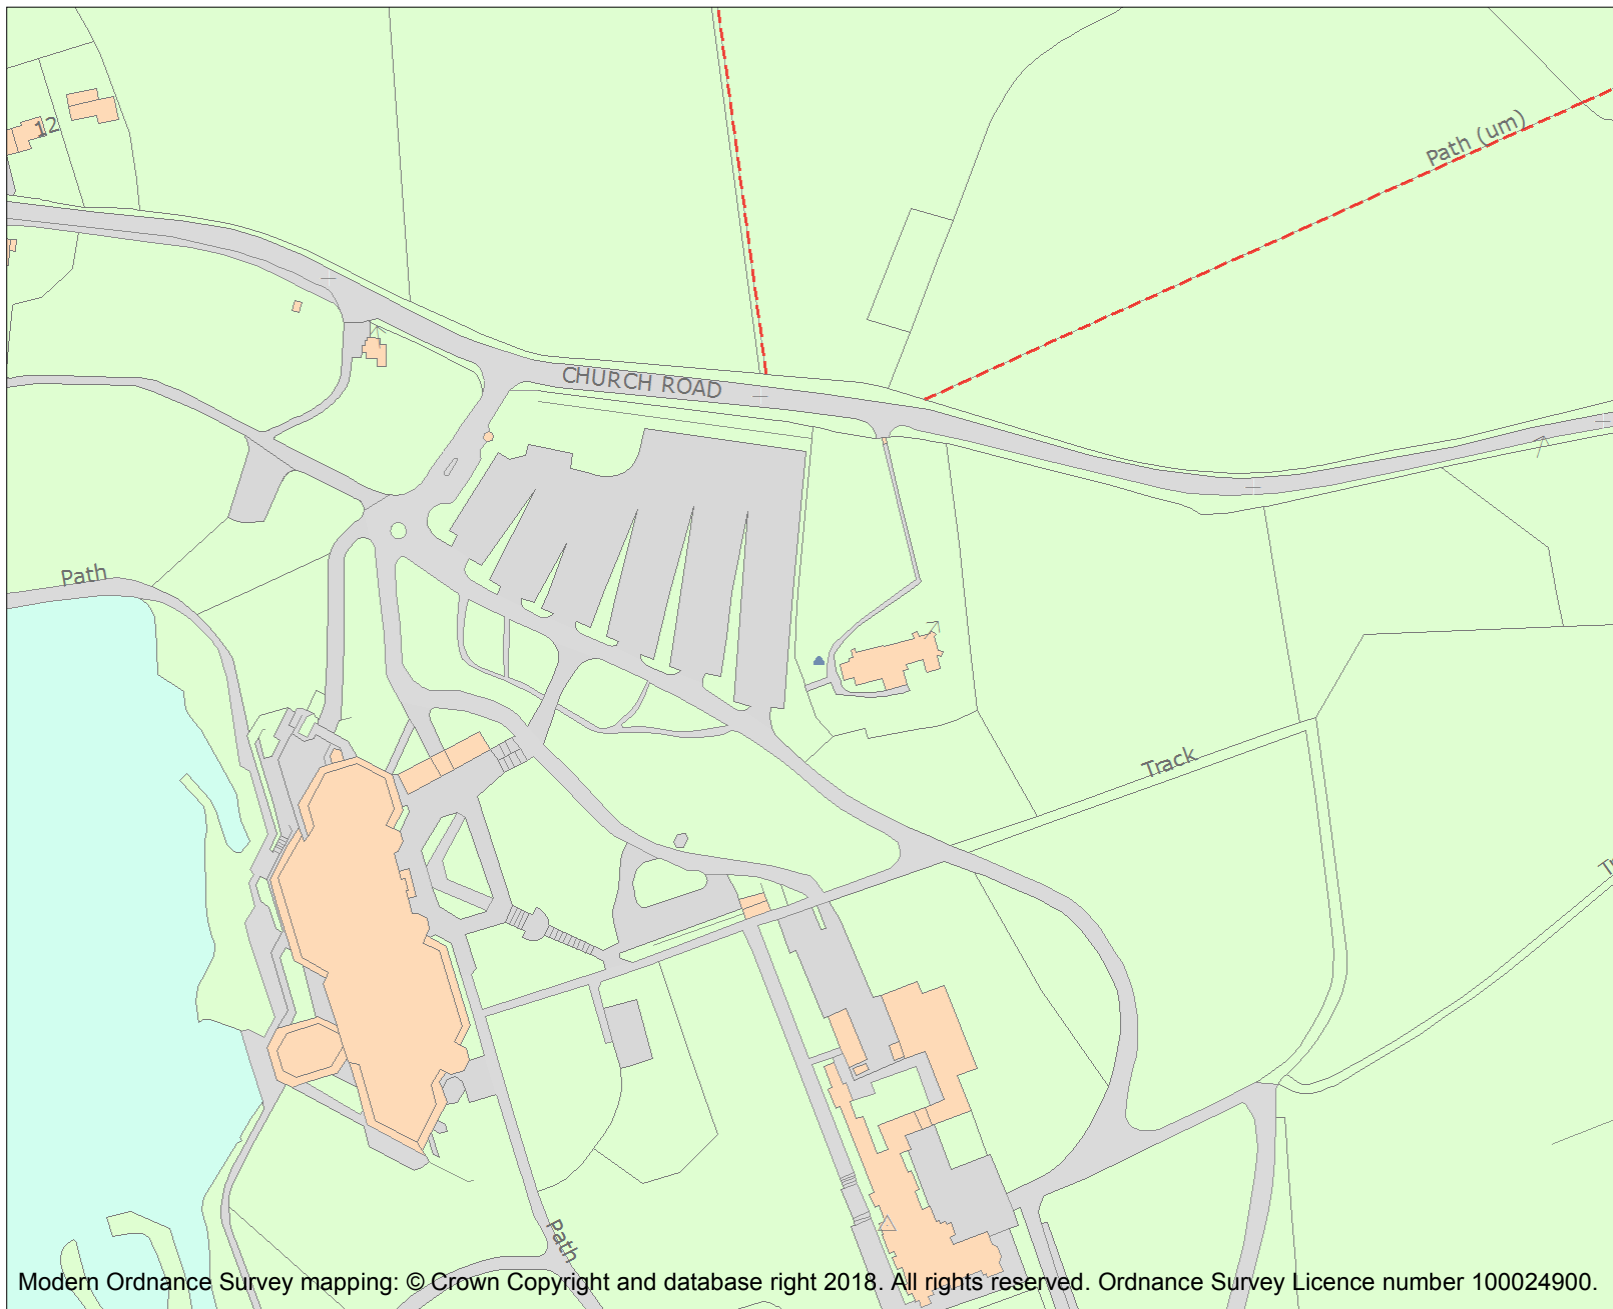 Path (um)
12
CHURCH ROAD
Path
Track
Path
Modern Ordnance Survey mapping: © Crown Copyright and database right 2018. All rights reserved. Ordnance Survey Licence number 100024900.